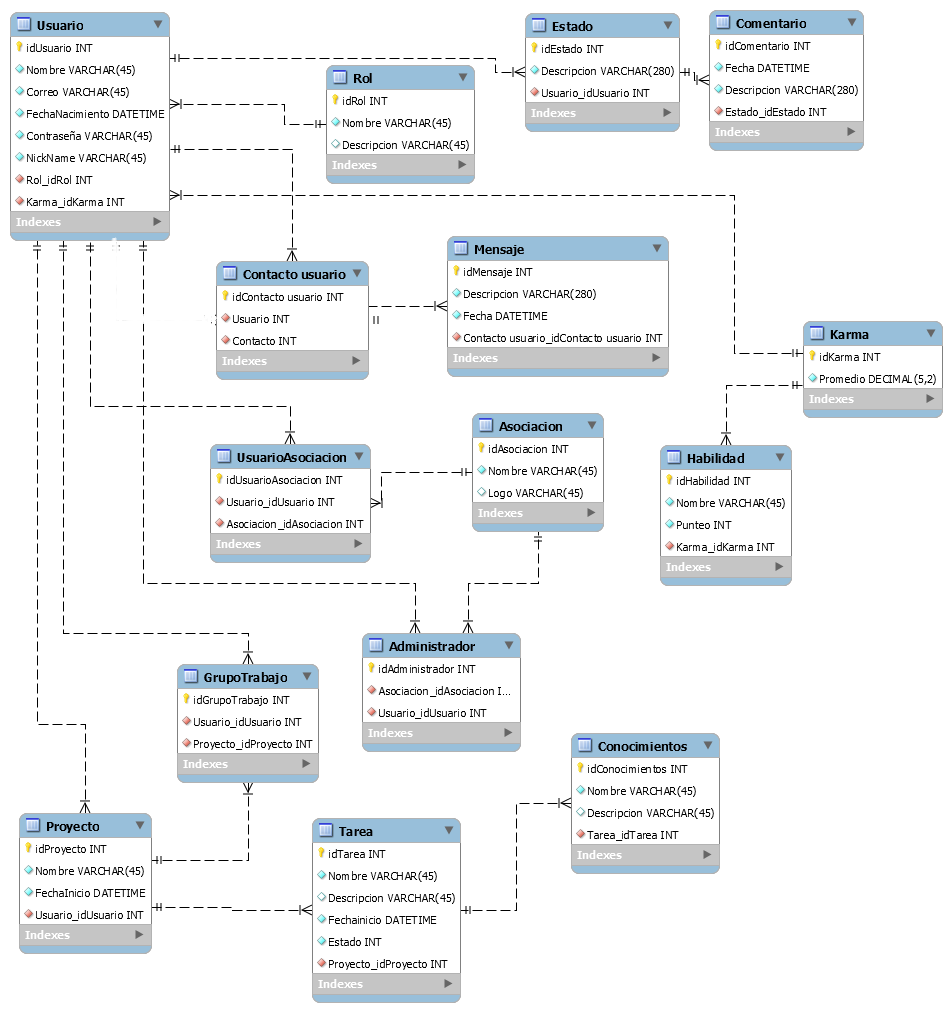 Usuario
idUsuario INT
Nombre VARCHAR(45)
Correo VARCHAR(45)
FechaNacimiento DATETIME
Contraseña VARCHAR(45)
NickName VARCHAR(45)
Rol_idRol INT
Karma_idKarma INT
Indexes
Rol
idRol INT
Nombre VARCHAR(45)
Descripcion VARCHAR(45)
Indexes
Estado
idEstado INT
Descripcion VARCHAR(280)
Usuario_idUsuario INT
Indexes
Comentario
idComentario INT
Fecha DATETIME
Descripcion VARCHAR(280)
Estado_idEstado INT
Indexes
Contacto usuario
idContacto usuario INT
Usuario INT
Contacto INT
Indexes
Mensaje
idMensaje INT
Descripcion VARCHAR(280)
Fecha DATETIME
Contacto usuario_idContacto usuario INT
Indexes
Karma
idKarma INT
Promedio DECIMAL(5,2)
Indexes
UsuarioAsociacion
idUsuarioAsociacion INT
Usuario_idUsuario INT
Asociacion_idAsociacion INT
Indexes
Asociacion
idAsociacion INT
Nombre VARCHAR(45)
Logo VARCHAR(45)
Indexes
Habilidad
idHabilidad INT
Nombre VARCHAR(45)
Punteo INT
Karma_idKarma INT
Indexes
GrupoTrabajo
idGrupoTrabajo INT
Usuario_idUsuario INT
Proyecto_idProyecto INT
Indexes
Administrador
idAdministrador INT
Asociacion_idAsociacion I...
Usuario_idUsuario INT
Indexes
Conocimientos
idConocimientos INT
Nombre VARCHAR(45)
Descripcion VARCHAR(45)
Tarea_idTarea INT
Indexes
Proyecto
idProyecto INT
Nombre VARCHAR(45)
FechaInicio DATETIME
Usuario_idUsuario INT
Indexes
Tarea
idTarea INT
Nombre VARCHAR(45)
Descripcion VARCHAR(45)
Fechainicio DATETIME
Estado INT
Proyecto_idProyecto INT
Indexes